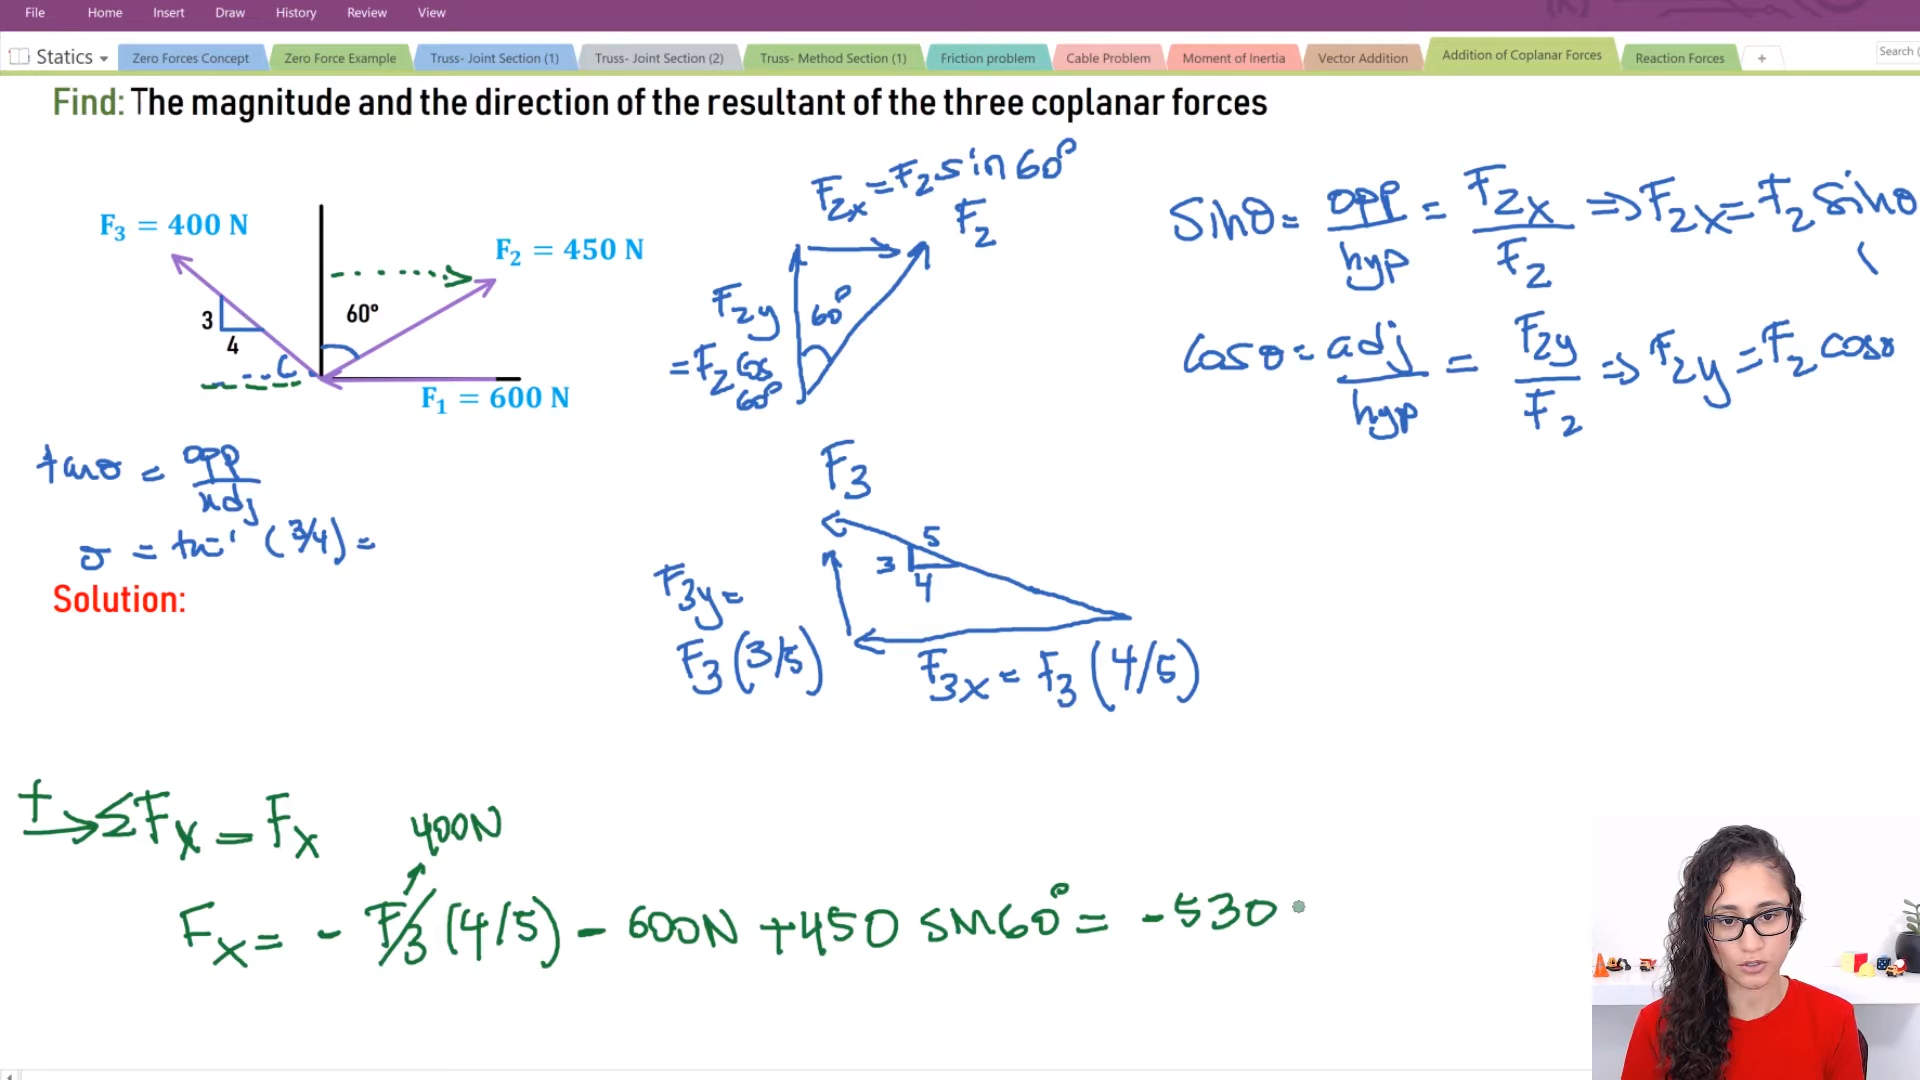 File Home Insert Draw History Review View
Statics Zero Forces Concept Zero Force Example Truss- Joint Section (1) Truss- Joint Section (2) Truss- Method Section (1) Friction problem Cable Problem Moment of Inertia Vector Addition Addition of Coplanar Forces Reaction Forces + Search (
Find: The magnitude and the direction of the resultant of the three coplanar forces
F₃ = 400 N
F₂ = 450 N
60º
3
4
F₁ = 600 N
F₂ₓ = F₂ sin 60°
F₂
F₂y
= F₂ cos 60°
60°
Sinθ = opp/hyp = F₂ₓ/F₂ ⇒ F₂ₓ = F₂ sinθ
cosθ = adj/hyp = F₂y/F₂ ⇒ F₂y = F₂ cosθ
tanθ = opp/adj
θ = tan⁻¹ (3/4) =
Solution:
F₃
5
3
4
F₃y =
F₃ (3/5)
F₃ₓ = F₃ (4/5)
+→ ΣFₓ = Fₓ
400N
Fₓ = - F₃ (4/5) - 600N + 450 sin60° = -530